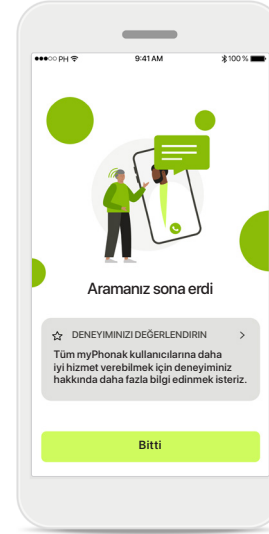 ●●●○○ PH 9:41 AM 100 %
Aramanız sona erdi
DENEYIMINIZI DEĞERLENDIRIN >
Tüm myPhonak kullanıcılarına daha
iyi hizmet verebilmek için deneyiminiz
hakkında daha fazla bilgi edinmek isteriz.
Bitti